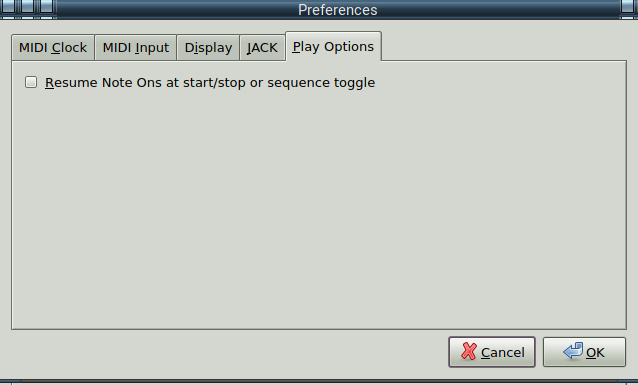 Preferences
MIDI Clock MIDI Input Display JACK Play Options
Resume Note Ons at start/stop or sequence toggle
Cancel OK